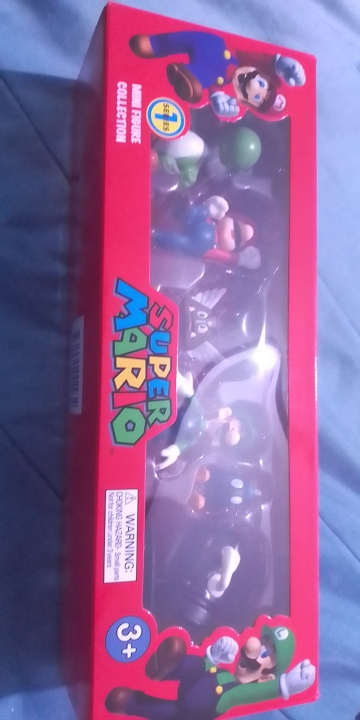 MINI FIGURE
COLLECTION
SERIES
1
SUPER
MARIO
WARNING:
CHOKING HAZARD- Small parts
Not for children under 3 years
3+